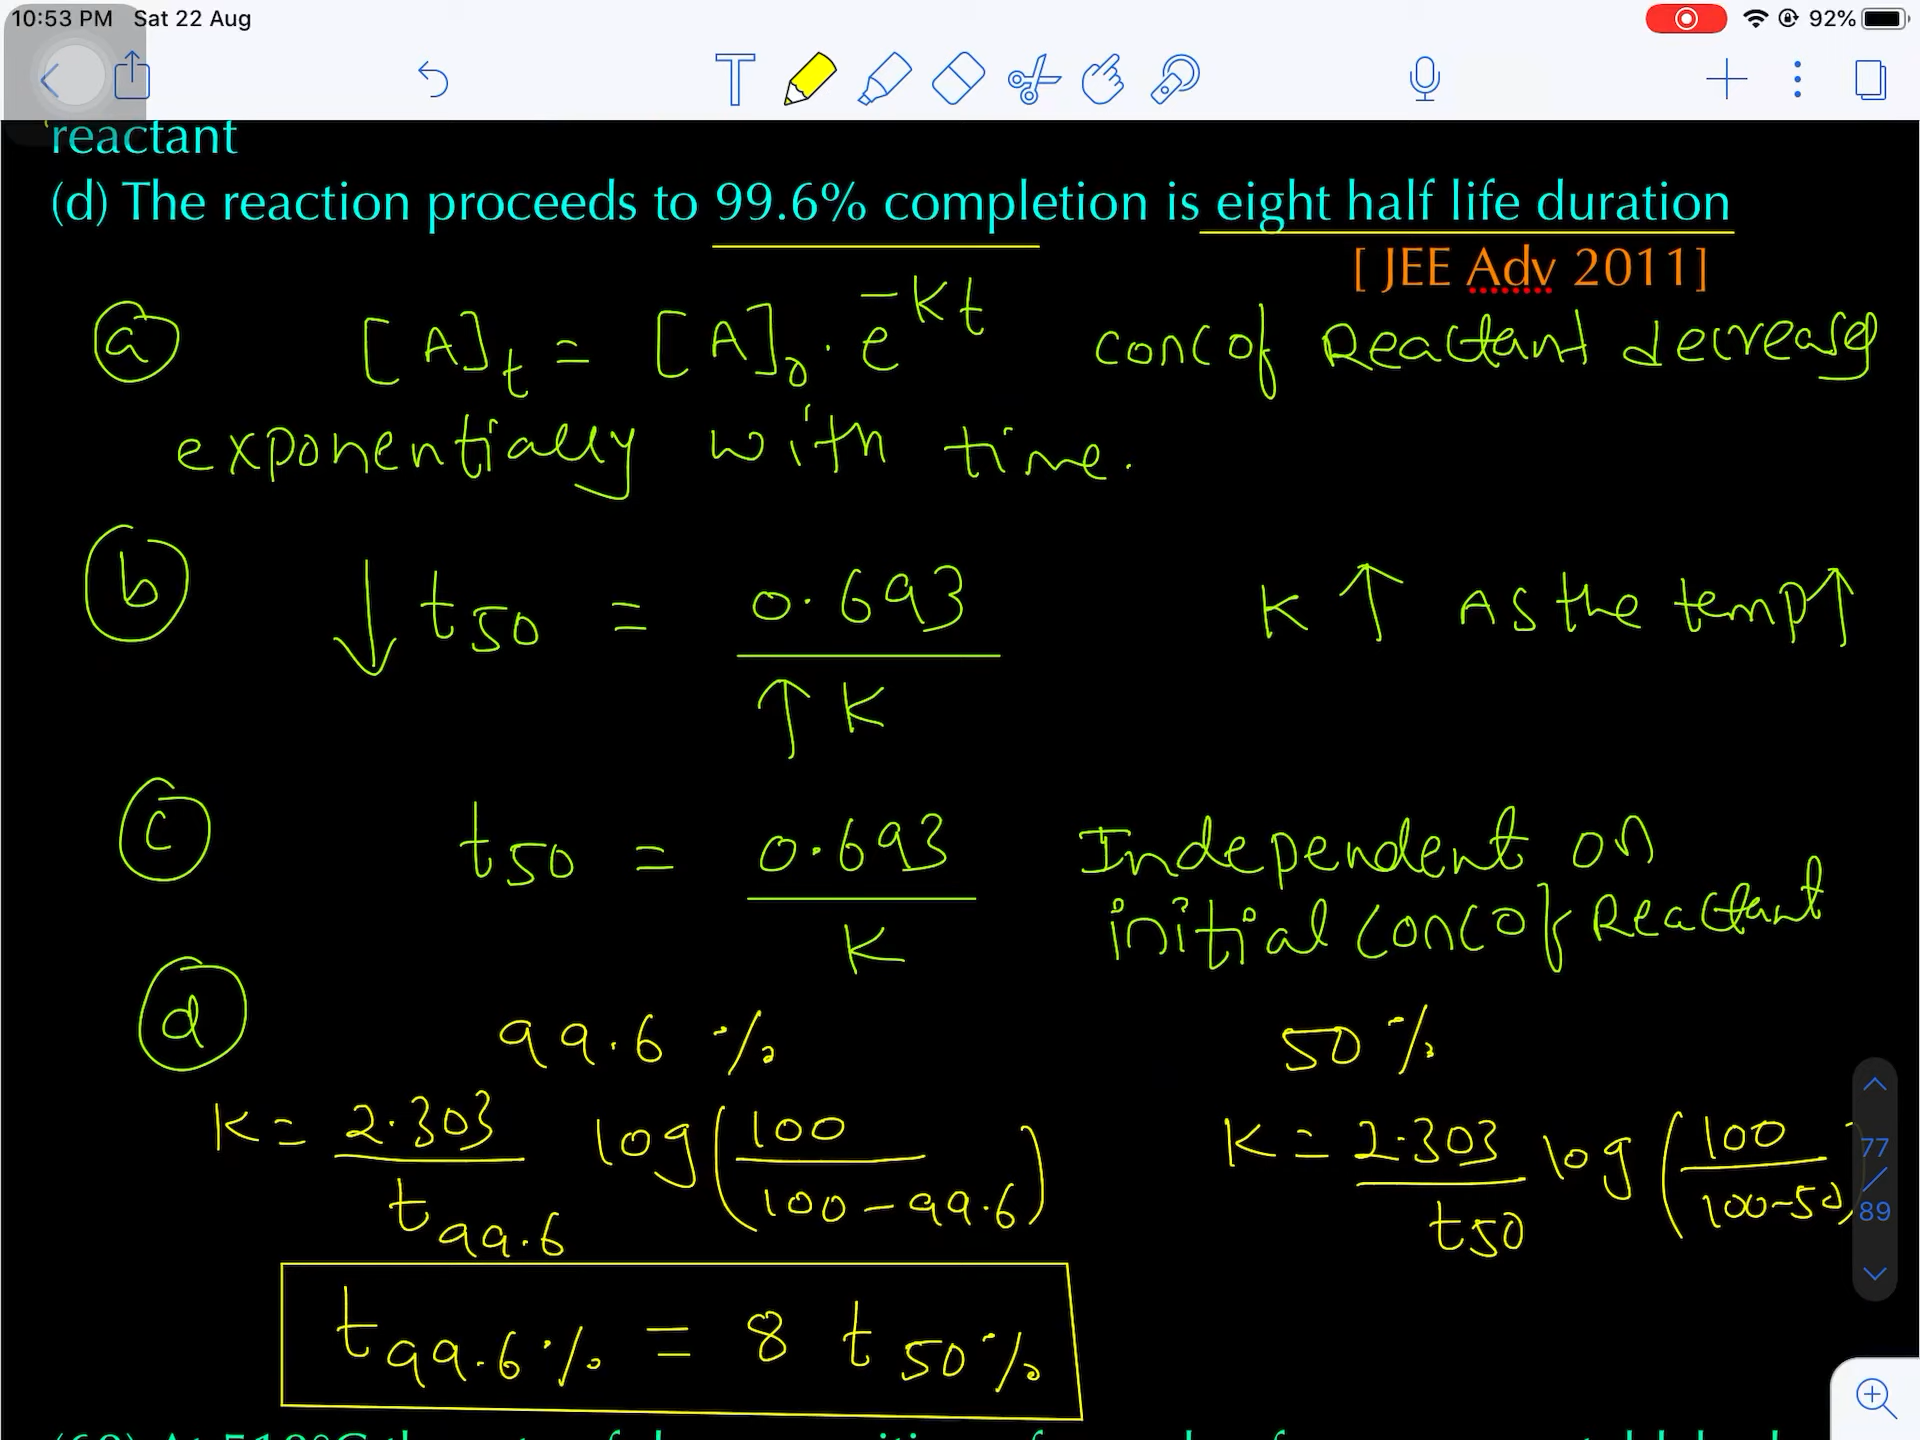 10:53 PM Sat 22 Aug 92%
reactant
(d) The reaction proceeds to 99.6% completion is eight half life duration
[ JEE Adv 2011]
a [A]t = [A]0 . e^-Kt conc of Reactant decreases
exponentially with time.
b ↓ t50 = 0.693 / ↑ K K ↑ As the temp ↑
c t50 = 0.693 / K Independent on
initial conc of Reactant
d 99.6 % 50 %
K = 2.303 / t99.6 log (100 / 100 - 99.6) K = 2.303 / t50 log (100 / 100-50)
77 / 89
t99.6% = 8 t50%